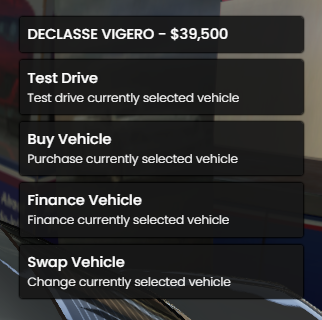 DECLASSE VIGERO - $39,500
Test Drive
Test drive currently selected vehicle
Buy Vehicle
Purchase currently selected vehicle
Finance Vehicle
Finance currently selected vehicle
Swap Vehicle
Change currently selected vehicle